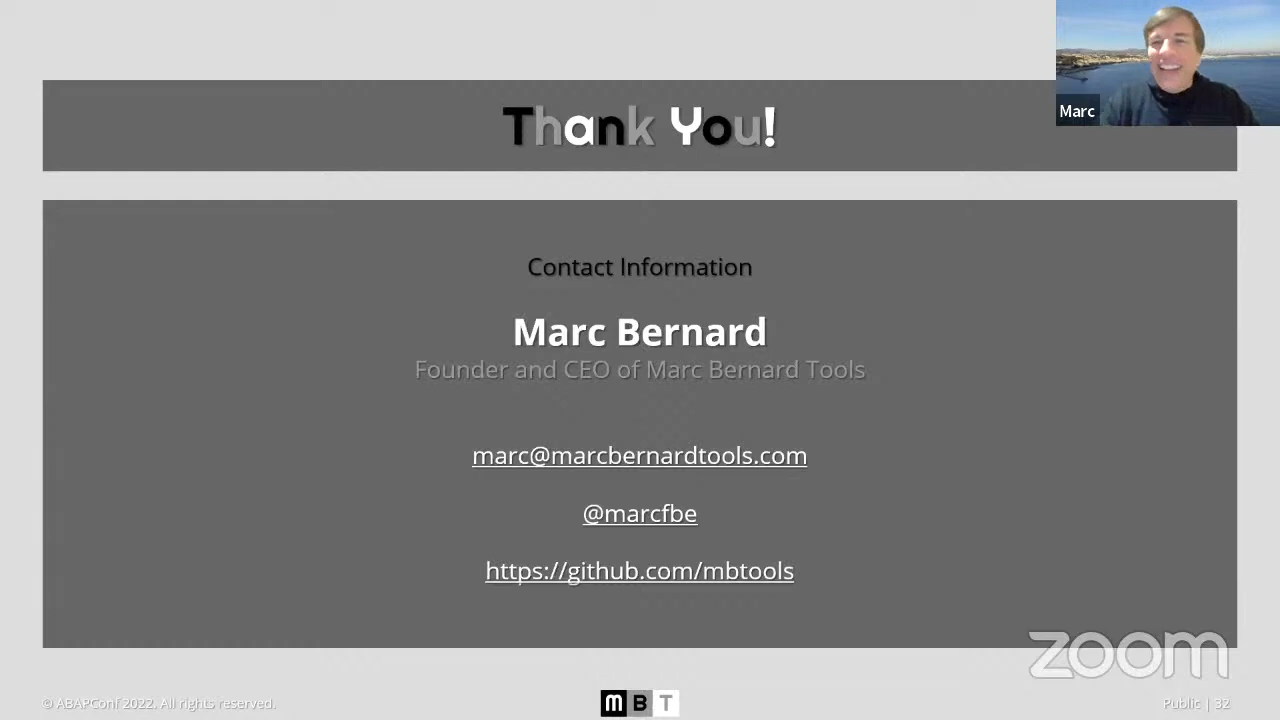 Marc
Thank You!
Contact Information
Marc Bernard
Founder and CEO of Marc Bernard Tools
marc@marcbernardtools.com
@marcfbe
https://github.com/mbtools
zoom
© ABAPConf 2022. All rights reserved.
MBT
Public | 32